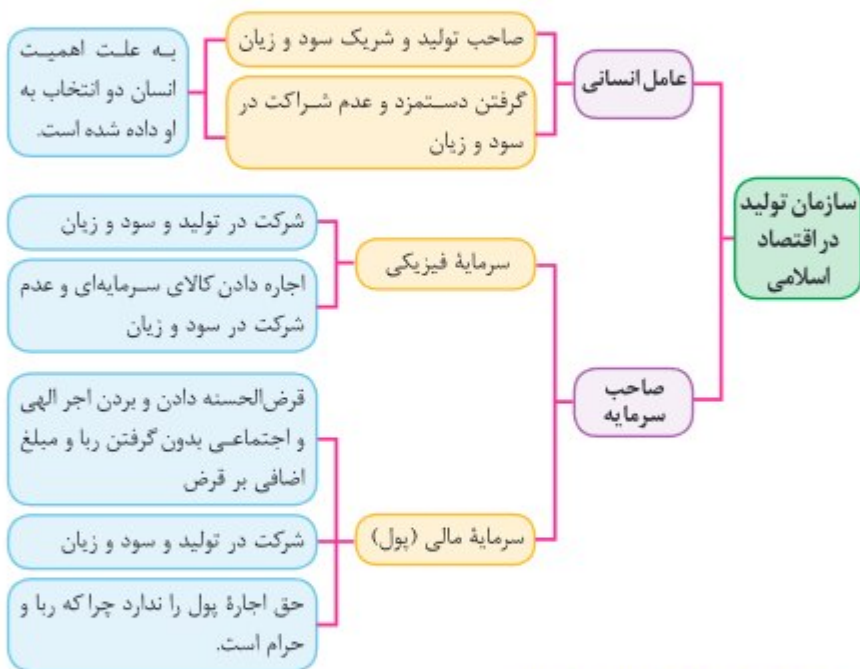 سازمان تولید
در اقتصاد
اسلامی
عامل انسانی
صاحب تولید و شریک سود و زیان
گرفتن دستمزد و عدم شراکت در
سود و زیان
به علت اهمیت
انسان دو انتخاب به
او داده شده است.
صاحب
سرمایه
سرمایهٔ فیزیکی
شرکت در تولید و سود و زیان
اجاره دادن کالای سرمایه‌ای و عدم
شرکت در سود و زیان
سرمایهٔ مالی (پول)
قرض‌الحسنه دادن و بردن اجر الهی
و اجتماعی بدون گرفتن ربا و مبلغ
اضافی بر قرض
شرکت در تولید و سود و زیان
حق اجارهٔ پول را ندارد چرا که ربا و
حرام است.